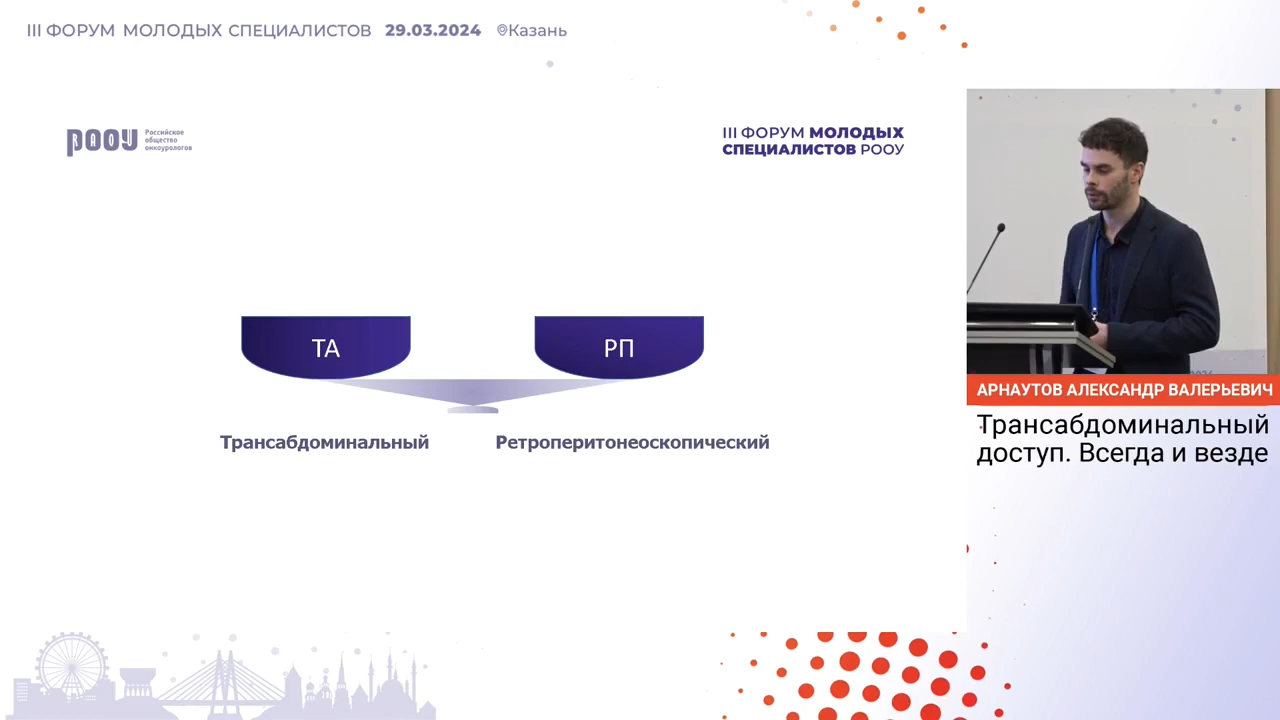 III ФОРУМ МОЛОДЫХ СПЕЦИАЛИСТОВ 29.03.2024 Казань
РООУ
Российское
общество
онкоурологов
III ФОРУМ МОЛОДЫХ
СПЕЦИАЛИСТОВ РООУ
ТА
РП
Трансабдоминальный
Ретроперитонеоскопический
АРНАУТОВ АЛЕКСАНДР ВАЛЕРЬЕВИЧ
Трансабдоминальный
доступ. Всегда и везде